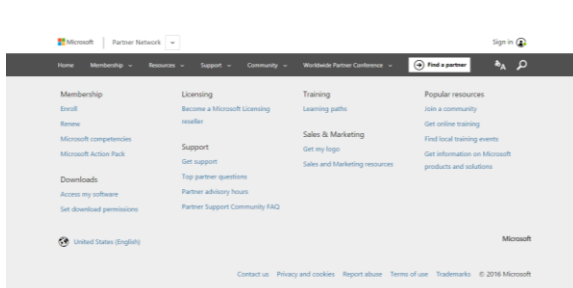 Microsoft Partner Network
Sign in
Home Membership Resources Support Community Worldwide Partner Conference Find a partner
Membership
Enroll
Renew
Microsoft competencies
Microsoft Action Pack
Downloads
Access my software
Set download permissions
Licensing
Become a Microsoft Licensing
reseller
Support
Get support
Top partner questions
Partner advisory hours
Partner Support Community FAQ
Training
Learning paths
Sales & Marketing
Get my logo
Sales and Marketing resources
Popular resources
Join a community
Get online training
Find local training events
Get information on Microsoft
products and solutions
United States (English)
Microsoft
Contact us Privacy and cookies Report abuse Terms of use Trademarks © 2016 Microsoft